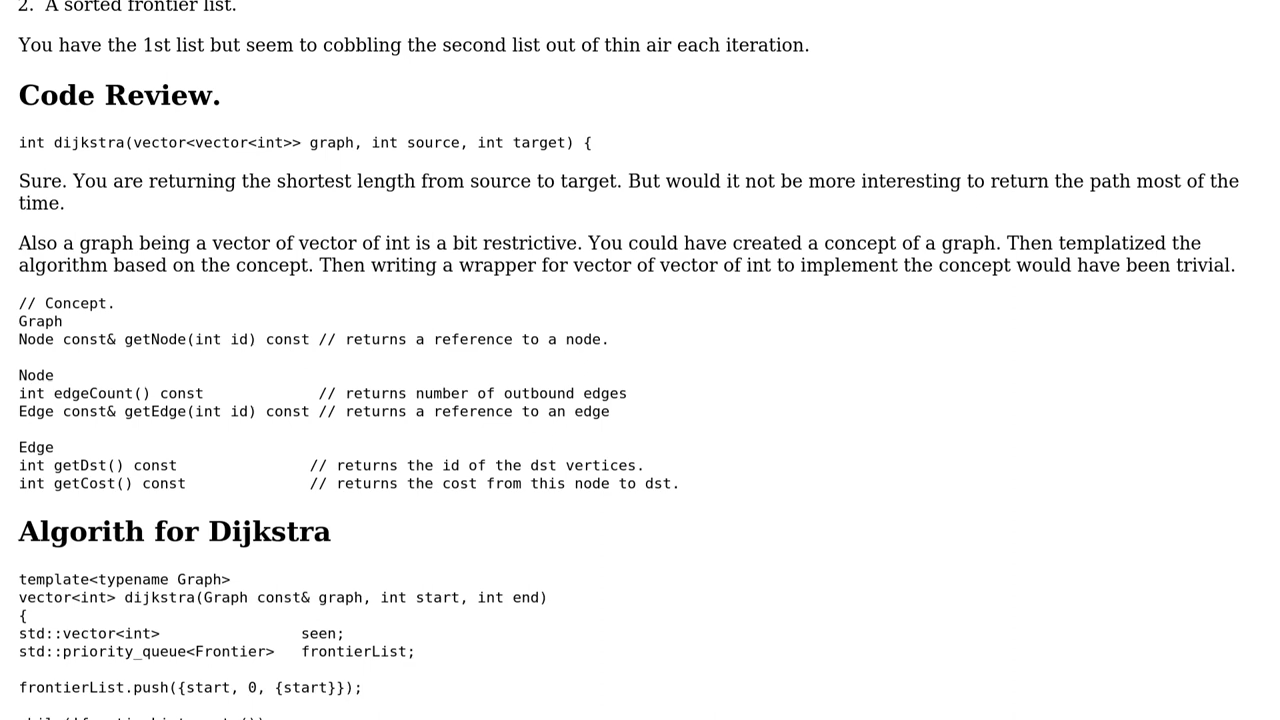 2. A sorted frontier list.
You have the 1st list but seem to cobbling the second list out of thin air each iteration.
Code Review.
int dijkstra(vector<vector<int>> graph, int source, int target) {
Sure. You are returning the shortest length from source to target. But would it not be more interesting to return the path most of the
time.
Also a graph being a vector of vector of int is a bit restrictive. You could have created a concept of a graph. Then templatized the
algorithm based on the concept. Then writing a wrapper for vector of vector of int to implement the concept would have been trivial.
// Concept.
Graph
Node const& getNode(int id) const // returns a reference to a node.
Node
int edgeCount() const             // returns number of outbound edges
Edge const& getEdge(int id) const // returns a reference to an edge
Edge
int getDst() const               // returns the id of the dst vertices.
int getCost() const              // returns the cost from this node to dst.
Algorith for Dijkstra
template<typename Graph>
vector<int> dijkstra(Graph const& graph, int start, int end)
{
std::vector<int>                seen;
std::priority_queue<Frontier>   frontierList;
frontierList.push({start, 0, {start}});